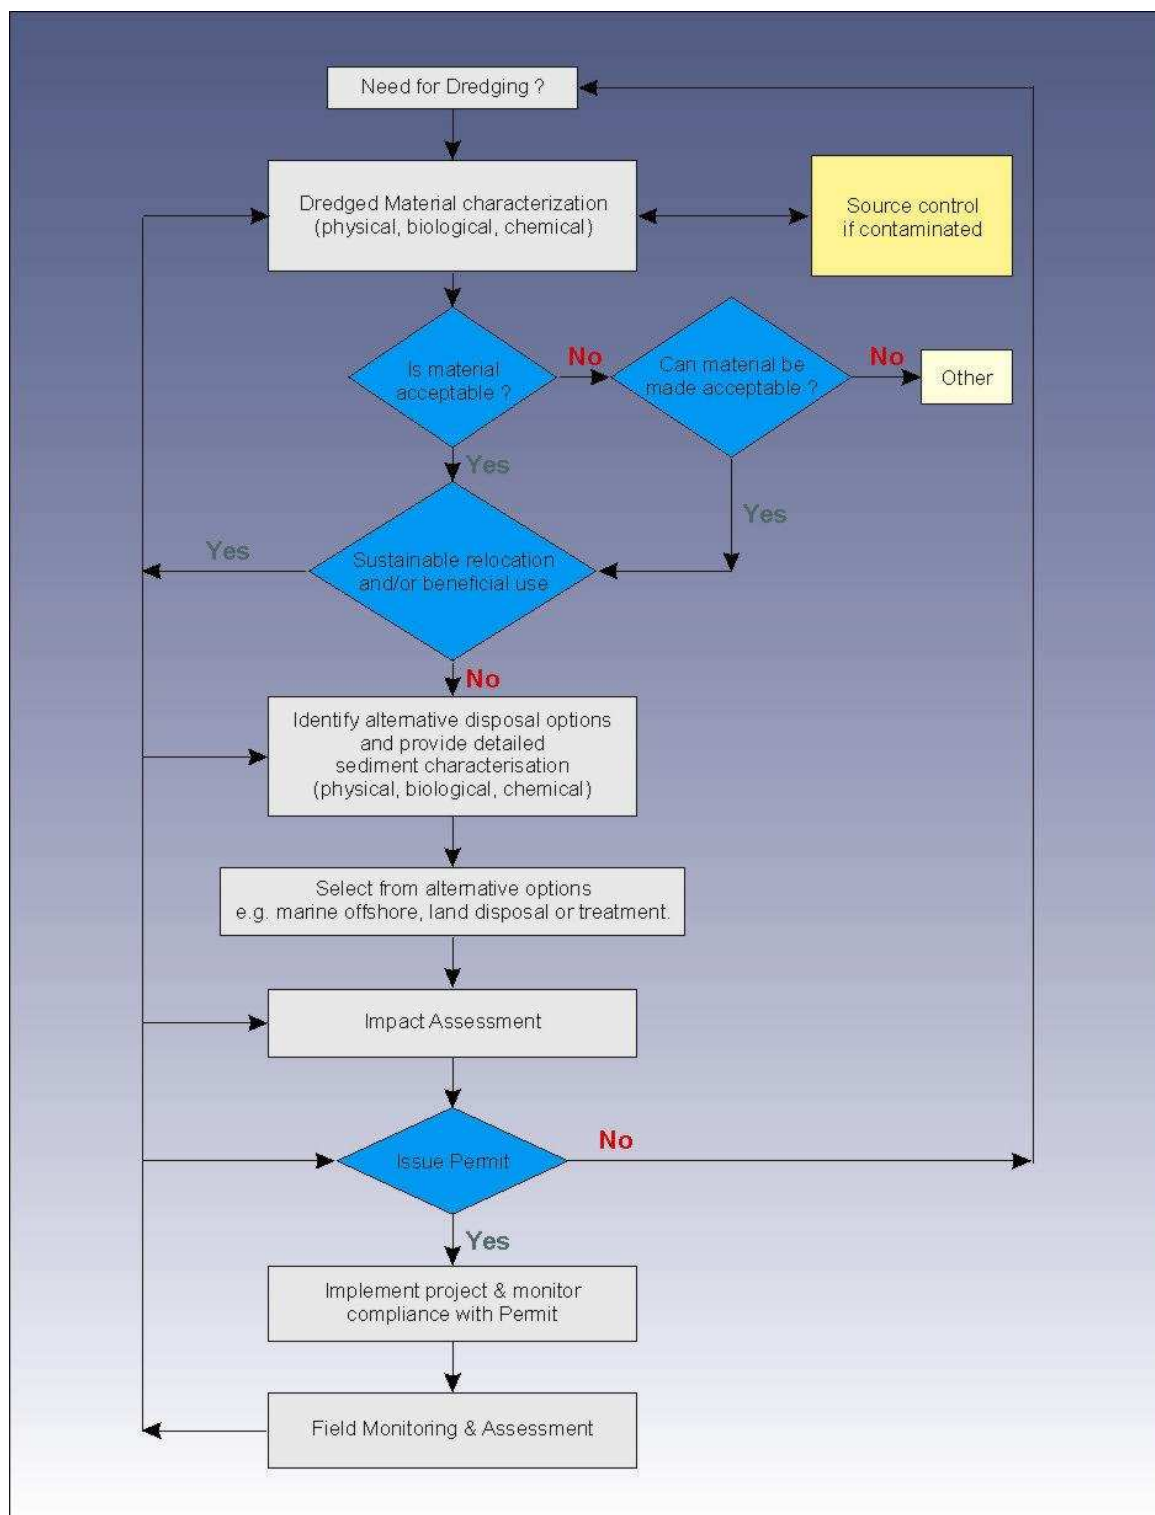 Need for Dredging ?
Dredged Material characterization
(physical, biological, chemical)
Source control
if contaminated
Is material
acceptable ?
No
Can material be
made acceptable ?
No
Other
Yes
Yes
Yes
Sustainable relocation
and/or beneficial use
No
Identify alternative disposal options
and provide detailed
sediment characterisation
(physical, biological, chemical)
Select from alternative options
e.g. marine offshore, land disposal or treatment.
Impact Assessment
Issue Permit
No
Yes
Implement project & monitor
compliance with Permit
Field Monitoring & Assessment